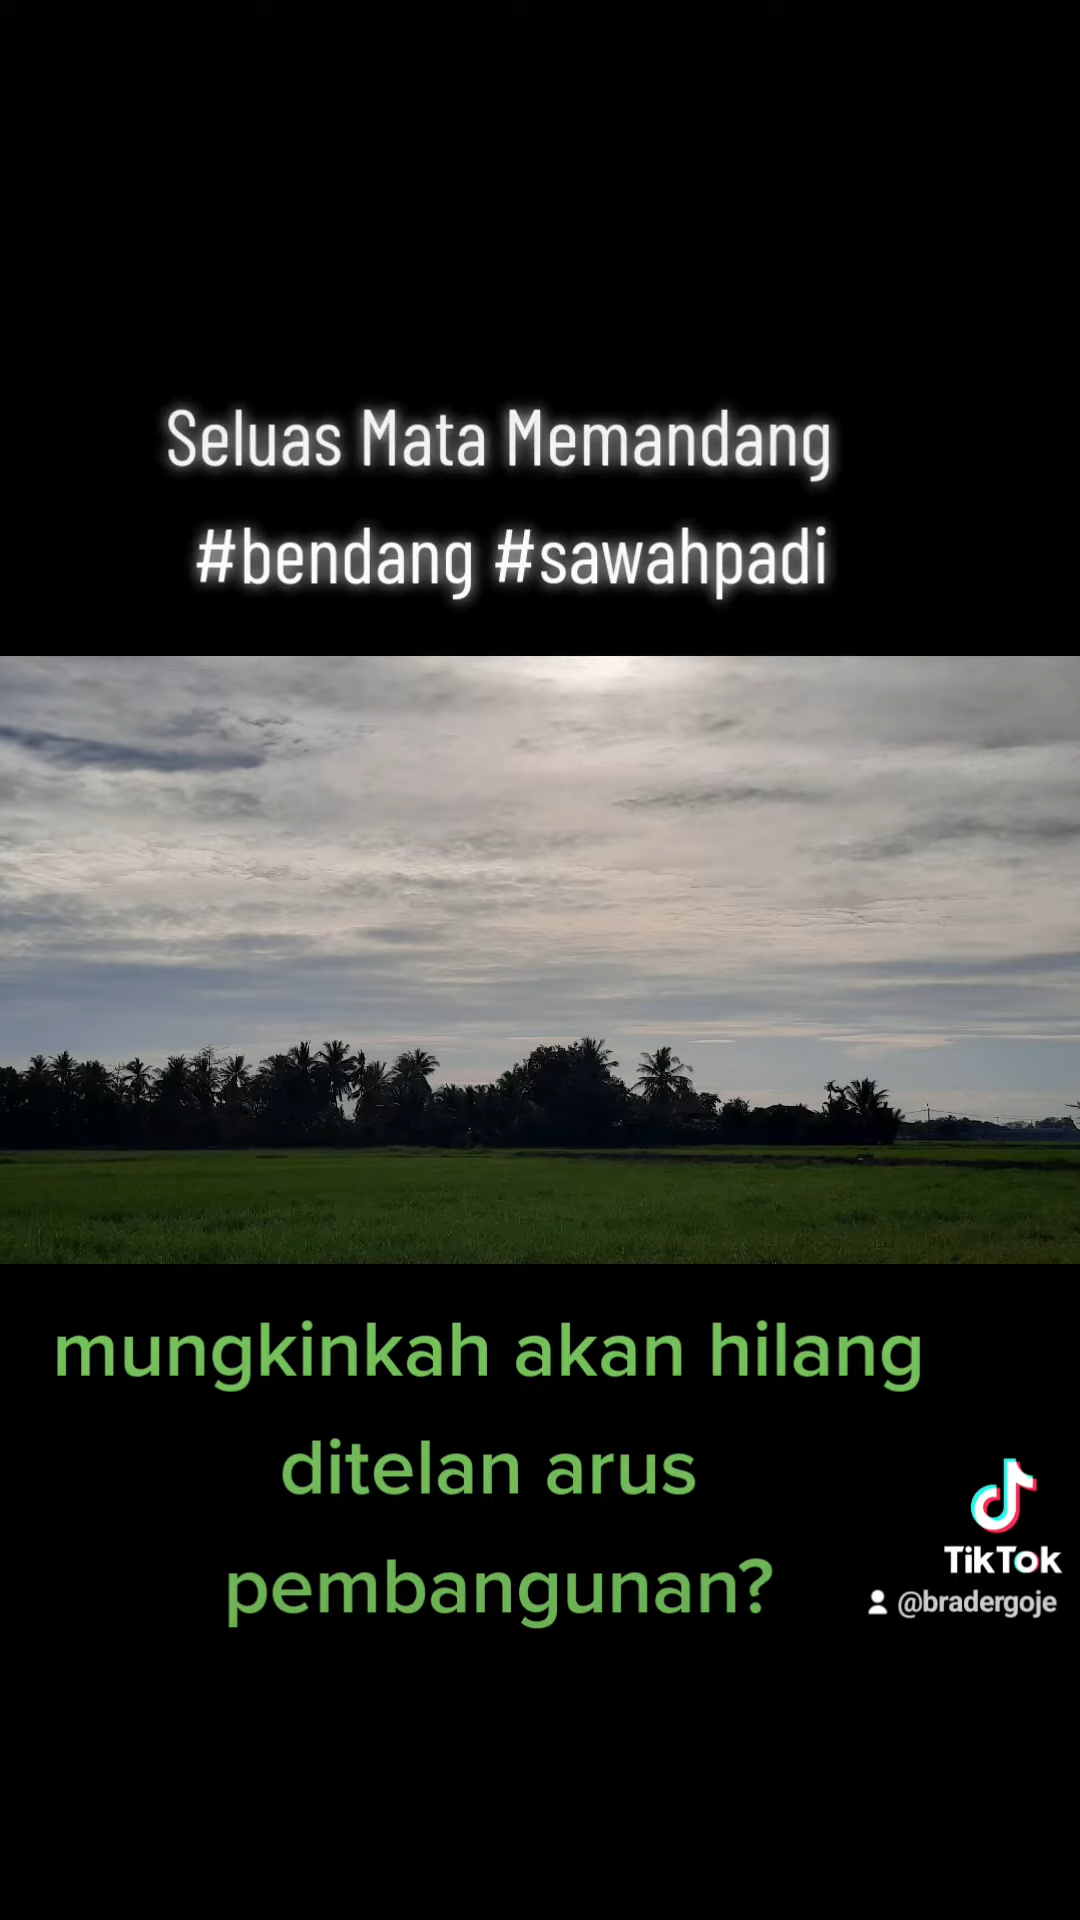 Seluas Mata Memandang
#bendang #sawahpadi
mungkinkah akan hilang
ditelan arus
pembangunan?
TikTok
@bradergoje